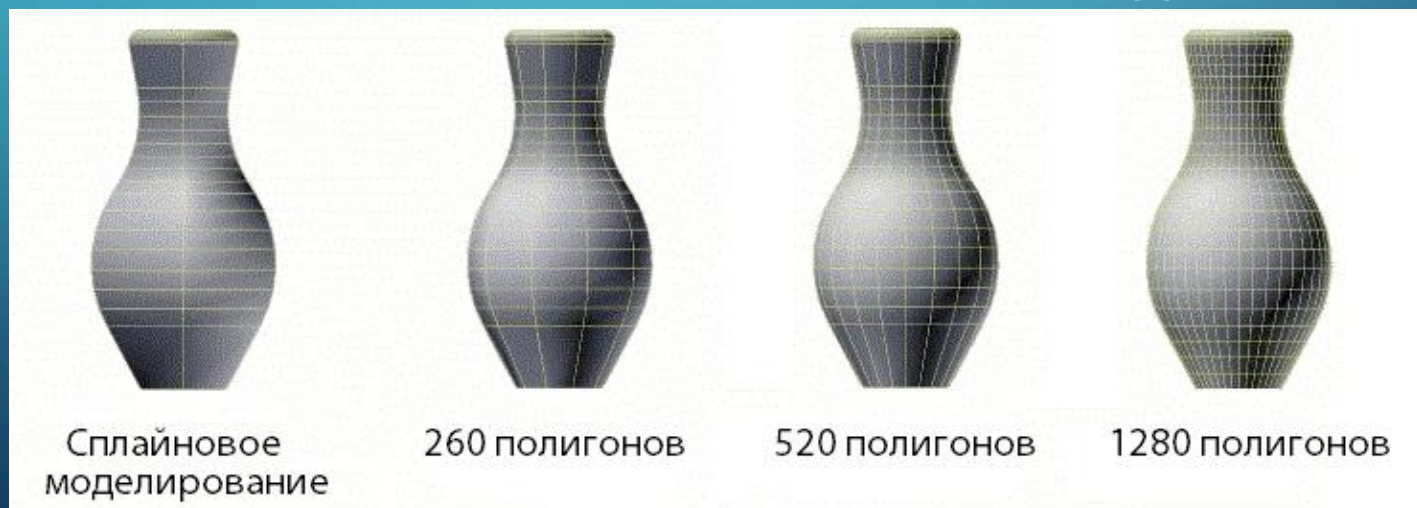 Сплайновое
моделирование
260 полигонов
520 полигонов
1280 полигонов